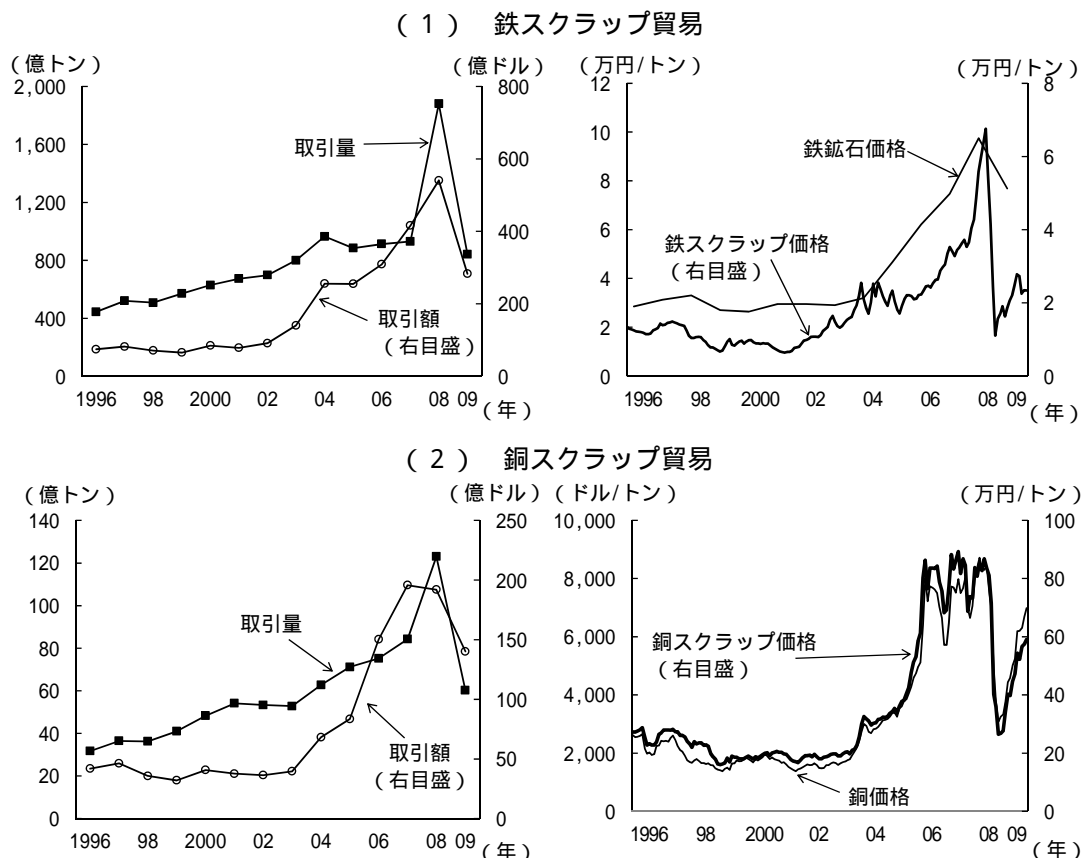 (1) 鉄スクラップ貿易
(億トン) (億ドル)
2,000 800
1,600
600
1,200
400
800
200
400
0 0
1996 98 2000 02 04 06 08 09
(年)
取引量
取引額
(右目盛)
(万円/トン) (万円/トン)
12 8
10
6
8
6 4
4
2
2
0 0
1996 98 2000 02 04 06 08 09
(年)
鉄鉱石価格
鉄スクラップ価格
(右目盛)
(2) 銅スクラップ貿易
(億トン) (億ドル)
140 250
120
200
100
80 150
60
100
40
50
20
0 0
1996 98 2000 02 04 06 08 09
(年)
取引量
取引額
(右目盛)
(ドル/トン) (万円/トン)
10,000 100
8,000 80
6,000 60
4,000 40
2,000 20
0 0
1996 98 2000 02 04 06 08 09
(年)
銅スクラップ価格
(右目盛)
銅価格